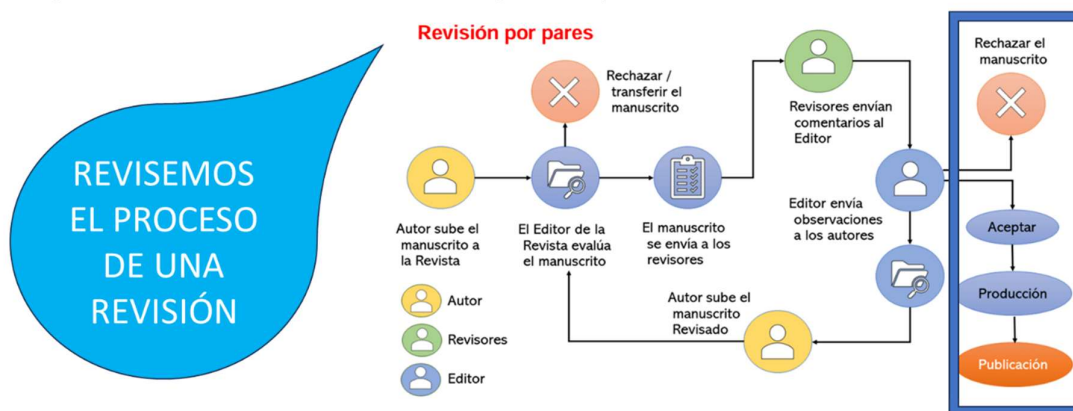 REVISEMOS
EL PROCESO
DE UNA
REVISIÓN
Revisión por pares
Rechazar /
transferir el
manuscrito
Autor sube el
manuscrito a
la Revista
El Editor de la
Revista evalúa
el manuscrito
El manuscrito
se envía a los
revisores
Revisores envían
comentarios al
Editor
Editor envía
observaciones
a los autores
Autor sube el
manuscrito
Revisado
Autor
Revisores
Editor
Rechazar el
manuscrito
Aceptar
Producción
Publicación